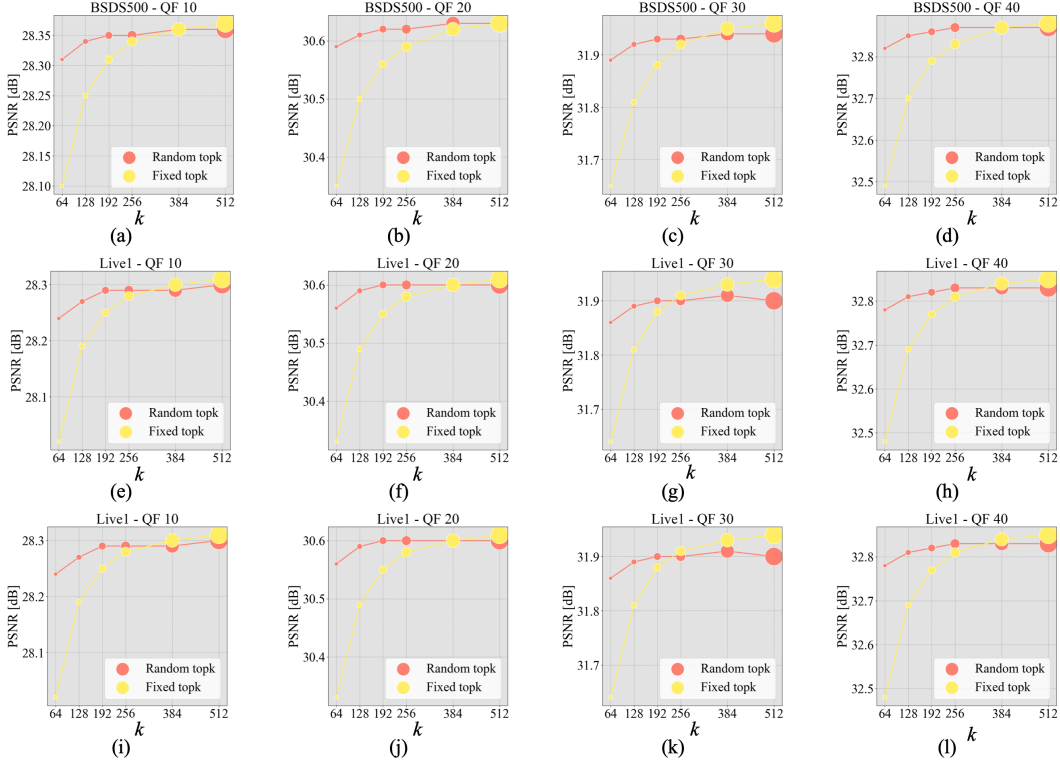 BSDS500 - QF 10
28.35
28.30
28.25
28.20
28.15
28.10
PSNR [dB]
Random topk
Fixed topk
64 128 192 256 384 512
k
(a)
BSDS500 - QF 20
30.6
30.5
30.4
PSNR [dB]
Random topk
Fixed topk
64 128 192 256 384 512
k
(b)
BSDS500 - QF 30
31.9
31.8
31.7
PSNR [dB]
Random topk
Fixed topk
64 128 192 256 384 512
k
(c)
BSDS500 - QF 40
32.9
32.8
32.7
32.6
32.5
PSNR [dB]
Random topk
Fixed topk
64 128 192 256 384 512
k
(d)
Live1 - QF 10
28.3
28.2
28.1
PSNR [dB]
Random topk
Fixed topk
64 128 192 256 384 512
k
(e)
Live1 - QF 20
30.6
30.5
30.4
PSNR [dB]
Random topk
Fixed topk
64 128 192 256 384 512
k
(f)
Live1 - QF 30
31.9
31.8
31.7
PSNR [dB]
Random topk
Fixed topk
64 128 192 256 384 512
k
(g)
Live1 - QF 40
32.8
32.7
32.6
32.5
PSNR [dB]
Random topk
Fixed topk
64 128 192 256 384 512
k
(h)
Live1 - QF 10
28.3
28.2
28.1
PSNR [dB]
Random topk
Fixed topk
64 128 192 256 384 512
k
(i)
Live1 - QF 20
30.6
30.5
30.4
PSNR [dB]
Random topk
Fixed topk
64 128 192 256 384 512
k
(j)
Live1 - QF 30
31.9
31.8
31.7
PSNR [dB]
Random topk
Fixed topk
64 128 192 256 384 512
k
(k)
Live1 - QF 40
32.8
32.7
32.6
32.5
PSNR [dB]
Random topk
Fixed topk
64 128 192 256 384 512
k
(l)